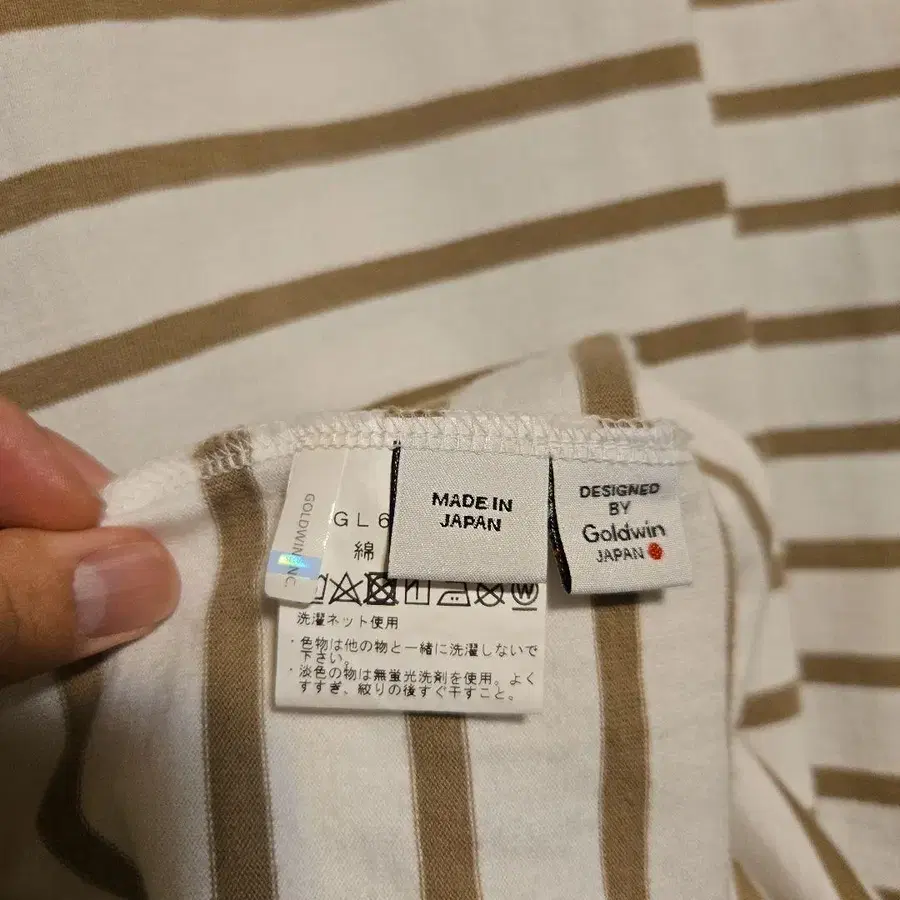 GOLDWIN INC.
GL6
綿
MADE IN
JAPAN
DESIGNED
BY
Goldwin
JAPAN
W
洗濯ネット使用
・色物は他の物と一緒に洗濯しないで
下さい。
・淡色の物は無蛍光洗剤を使用。よく
すすぎ、絞りの後すぐ干すこと。